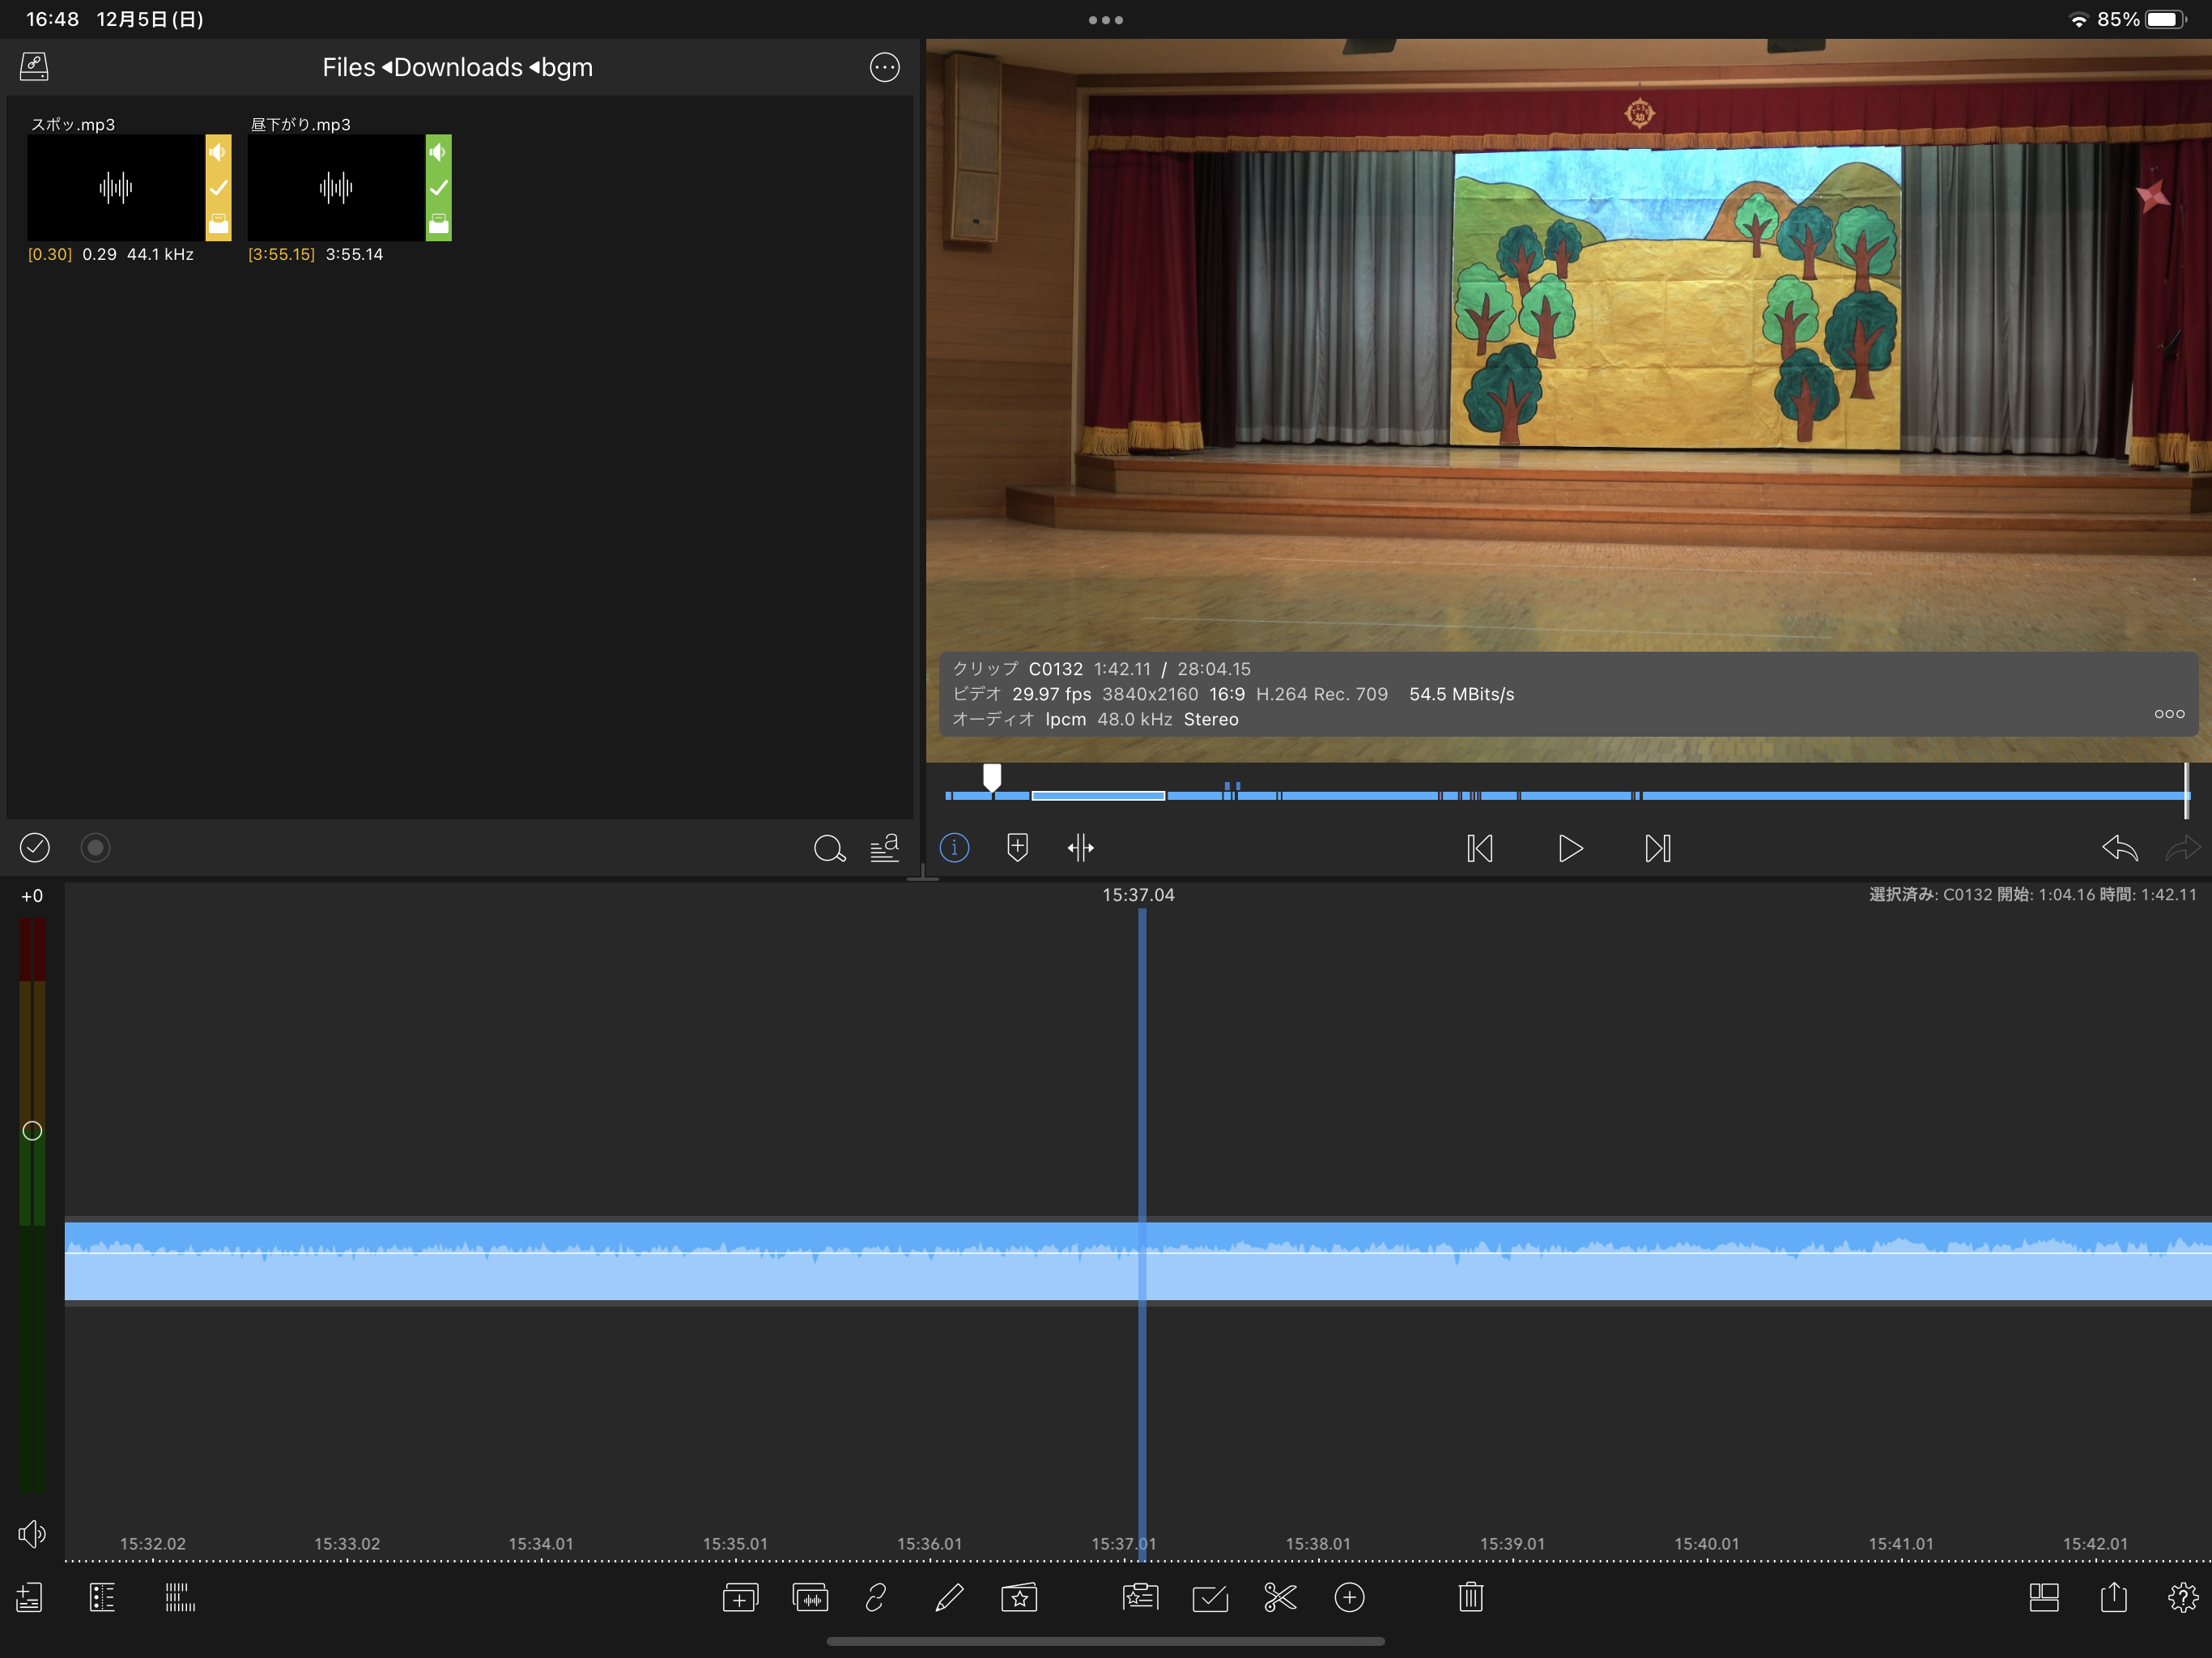 16:48 12月5日(日)
85%
Files ◀Downloads ◀bgm
スポッ.mp3
昼下がり.mp3
[0.30] 0.29 44.1 kHz
[3:55.15] 3:55.14
幼
クリップ C0132 1:42.11 / 28:04.15
ビデオ 29.97 fps 3840x2160 16:9 H.264 Rec. 709 54.5 MBits/s
オーディオ lpcm 48.0 kHz Stereo
a
+0
15:37.04
選択済み: C0132 開始: 1:04.16 時間: 1:42.11
15:32.02 15:33.02 15:34.01 15:35.01 15:36.01 15:37.01 15:38.01 15:39.01 15:40.01 15:41.01 15:42.01